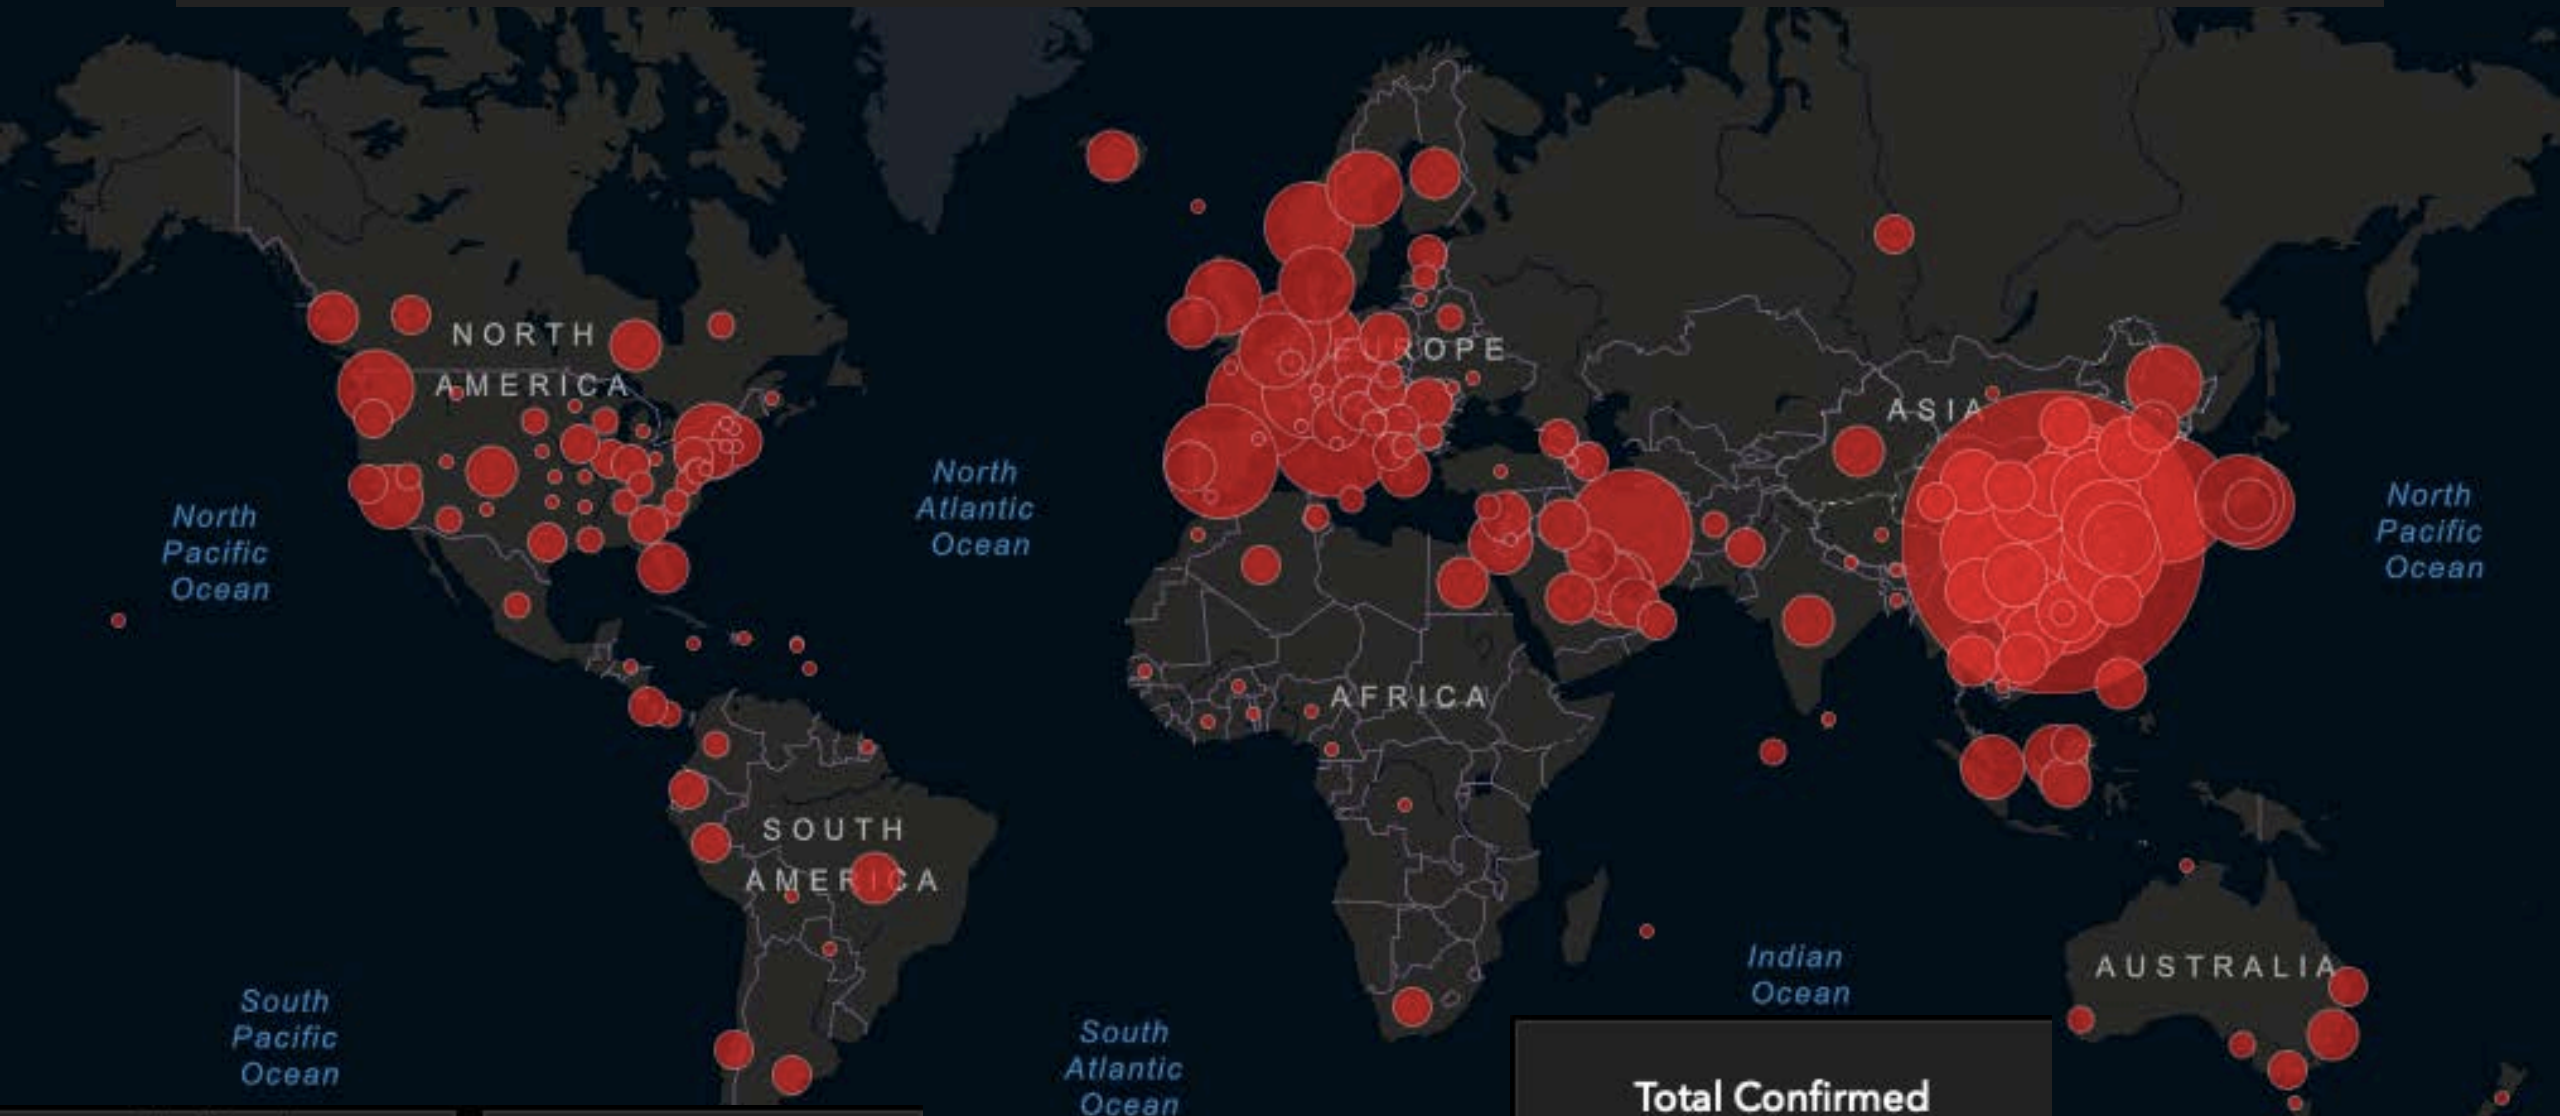 NORTH
AMERICA
EUROPE
ASIA
North
Atlantic
Ocean
North
Pacific
Ocean
North
Pacific
Ocean
AFRICA
SOUTH
AMERICA
Indian
Ocean
AUSTRALIA
South
Pacific
Ocean
South
Atlantic
Ocean
Total Confirmed